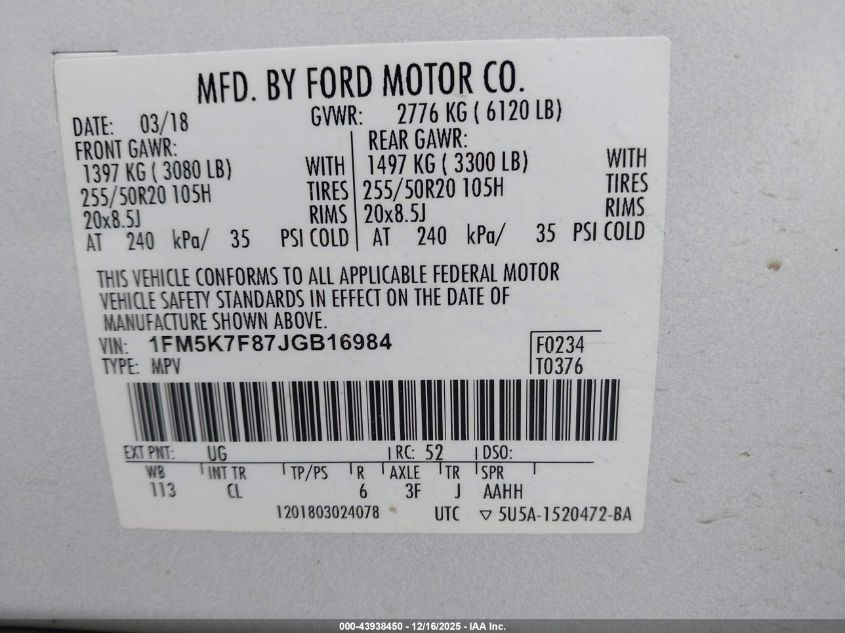 MFD. BY FORD MOTOR CO.
DATE: 03/18 GVWR: 2776 KG ( 6120 LB)
FRONT GAWR: REAR GAWR:
1397 KG ( 3080 LB) WITH 1497 KG ( 3300 LB) WITH
255/50R20 105H TIRES 255/50R20 105H TIRES
20x8.5J RIMS 20x8.5J RIMS
AT 240 kPa/ 35 PSI COLD AT 240 kPa/ 35 PSI COLD
THIS VEHICLE CONFORMS TO ALL APPLICABLE FEDERAL MOTOR
VEHICLE SAFETY STANDARDS IN EFFECT ON THE DATE OF
MANUFACTURE SHOWN ABOVE.
VIN: 1FM5K7F87JGB16984 F0234
TYPE: MPV T0376
EXT PNT: UG RC: 52 DSO:
WB INT TR TP/PS R AXLE TR SPR
113 CL 6 3F J AAHH
1201803024078 UTC ▽ 5U5A-1520472-BA
000-43938450 - 12/16/2025 - IAA Inc.